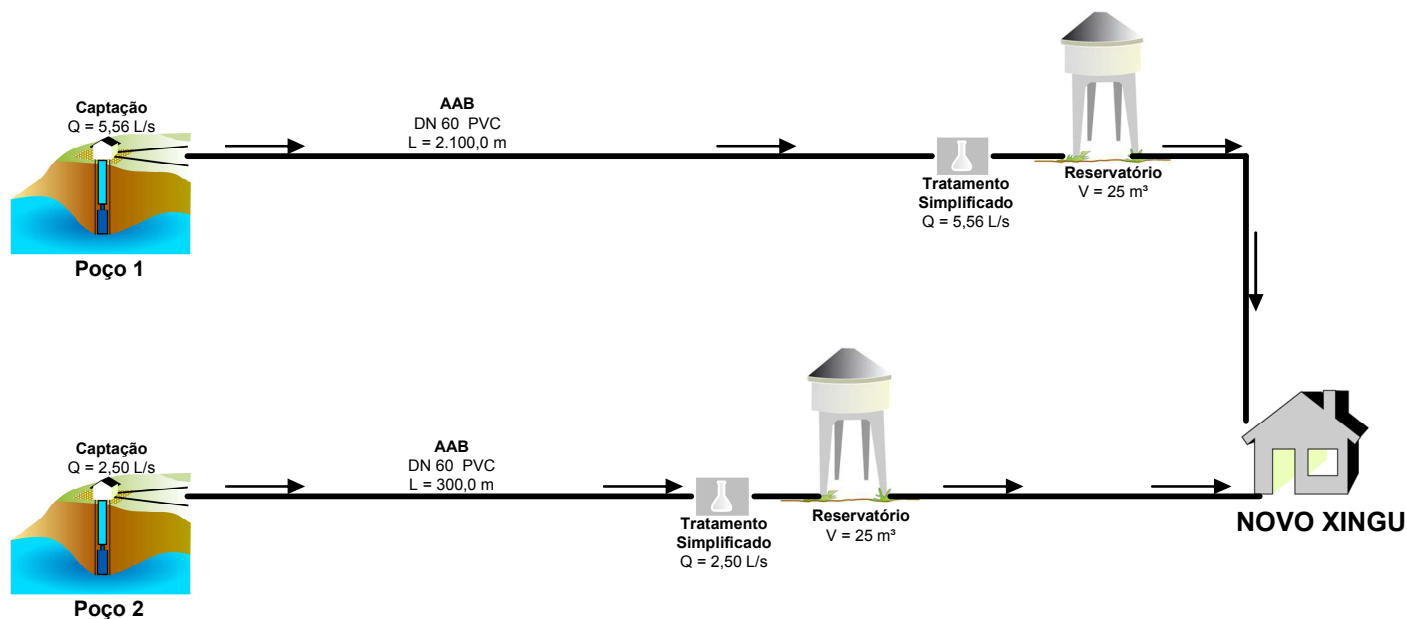 Captação
Q = 5,56 L/s
Poço 1
AAB
DN 60 PVC
L = 2.100,0 m
Tratamento
Simplificado
Q = 5,56 L/s
Reservatório
V = 25 m³
Captação
Q = 2,50 L/s
Poço 2
AAB
DN 60 PVC
L = 300,0 m
Tratamento
Simplificado
Q = 2,50 L/s
Reservatório
V = 25 m³
NOVO XINGU